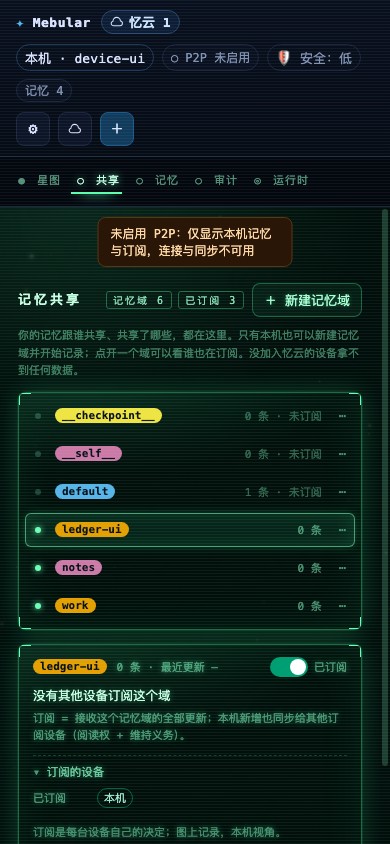 Mebular 忆云 1
本机 · device-ui P2P 未启用 安全: 低
记忆 4
星图 共享 记忆 审计 运行时
未启用 P2P: 仅显示本机记忆
与订阅，连接与同步不可用
记忆共享 记忆域 6 已订阅 3 + 新建记忆域
你的记忆跟谁共享、共享了哪些，都在这里。只有本机也可以新建记忆
域并开始记录；点开一个域可以看谁也在订阅。没加入忆云的设备拿不
到任何数据。
__checkpoint__ 0 条 · 未订阅 …
__self__ 0 条 · 未订阅 …
default 1 条 · 未订阅 …
ledger-ui 0 条 …
notes 0 条 …
work 0 条 …
ledger-ui 0 条 · 最近更新 — 已订阅
没有其他设备订阅这个域
订阅 = 接收这个记忆域的全部更新；本机新增也同步给其他订
阅设备（阅读权 + 维持义务）。
▾ 订阅的设备
已订阅 本机
订阅是每台设备自己的决定；图上记录，本机视角。